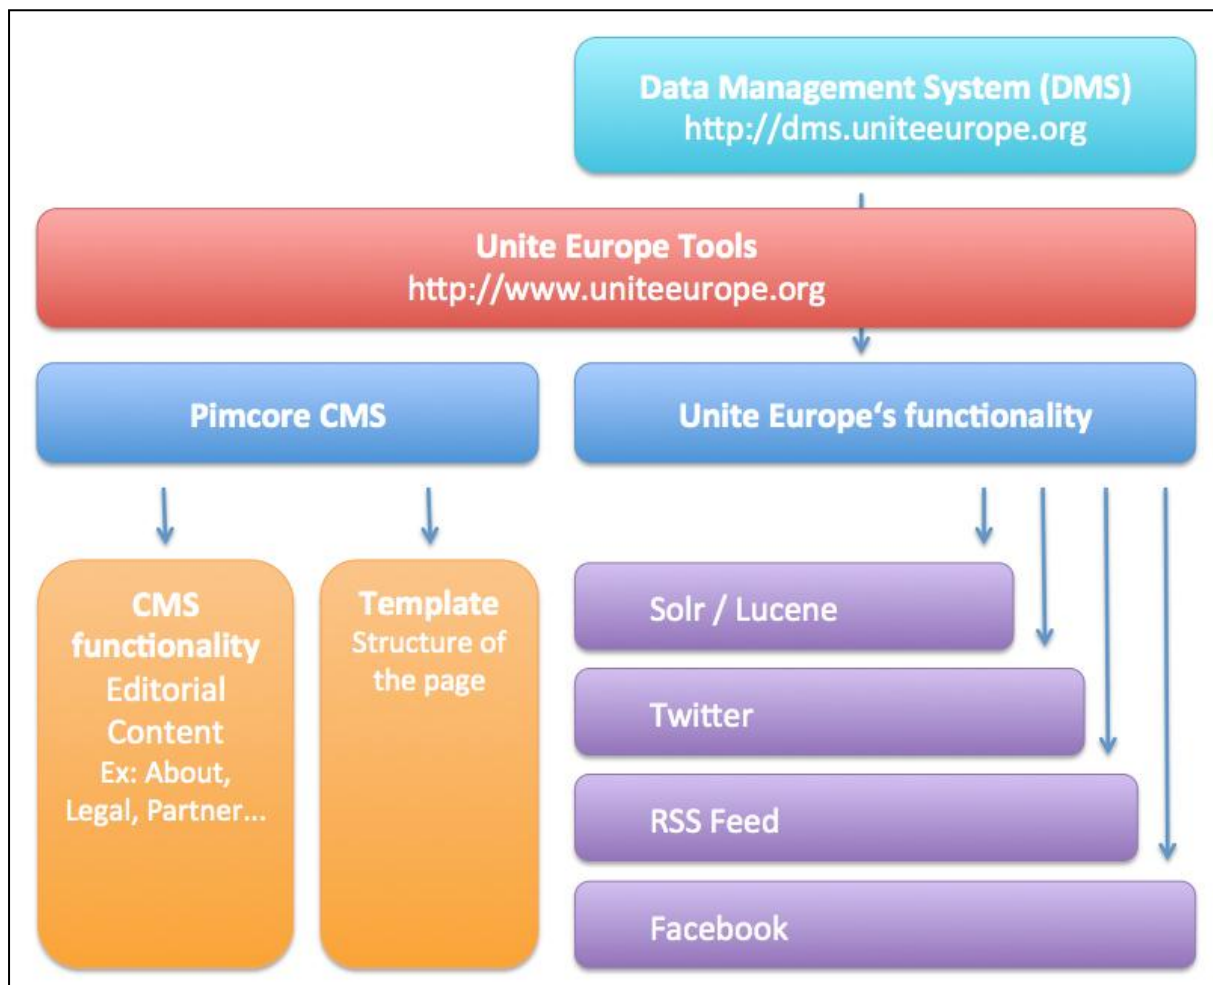 Data Management System (DMS)
http://dms.uniteeurope.org
Unite Europe Tools
http://www.uniteeurope.org
Pimcore CMS
Unite Europe‘s functionality
CMS
functionality
Editorial
Content
Ex: About,
Legal, Partner...
Template
Structure of
the page
Solr / Lucene
Twitter
RSS Feed
Facebook